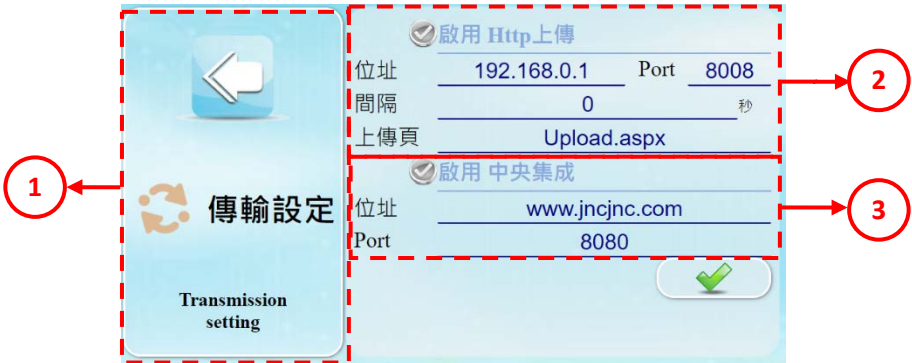 啟用 Http上傳
位址 192.168.0.1 Port 8008
間隔 0 秒
上傳頁 Upload.aspx
啟用 中央集成
位址 www.jncjnc.com
Port 8080
傳輸設定
Transmission
setting
1
2
3